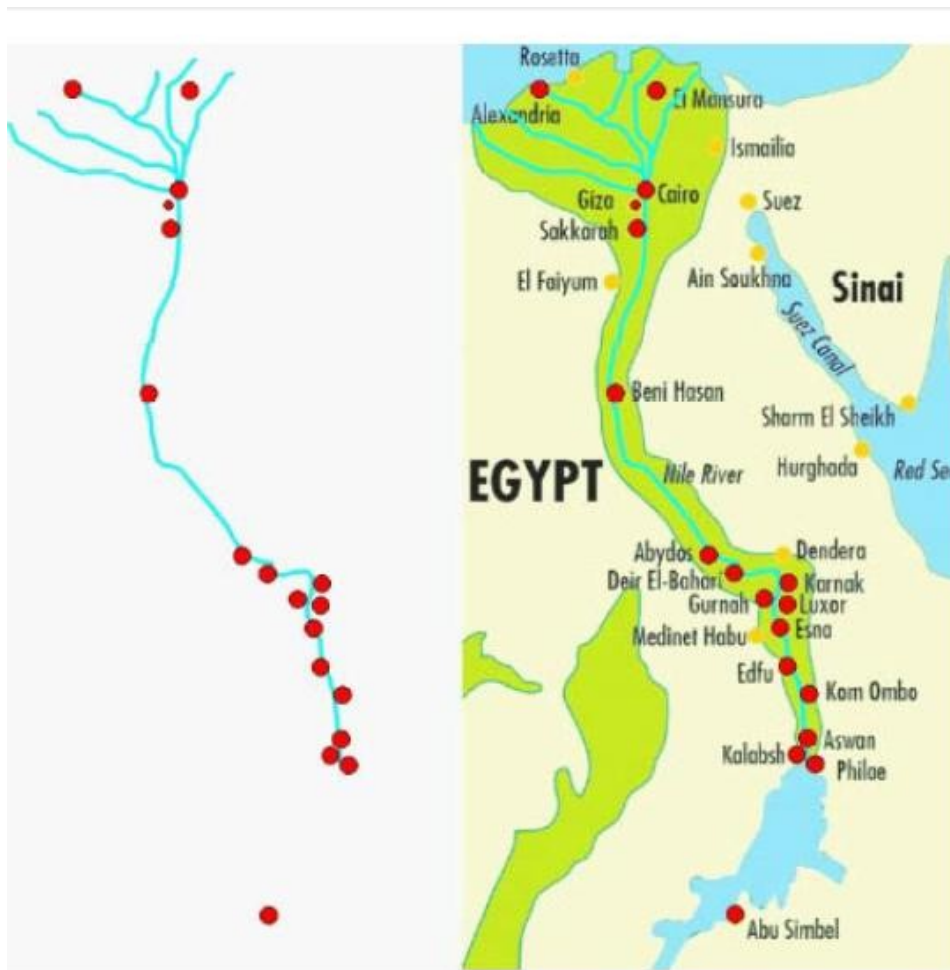 Rosetta
El Mansura
Alexandria
Ismailia
Cairo
Giza
Suez
Sakkarah
Ain Soukhna
El Faiyum
Sinai
Suez Canal
Beni Hasan
Sharm El Sheikh
Hurghada
Red Se
EGYPT
Nile River
Abydos
Dendera
Deir El-Bahari
Karnak
Gurnah
Luxor
Esna
Medinet Habu
Edfu
Kom Ombo
Aswan
Kalabsh
Philae
Abu Simbel